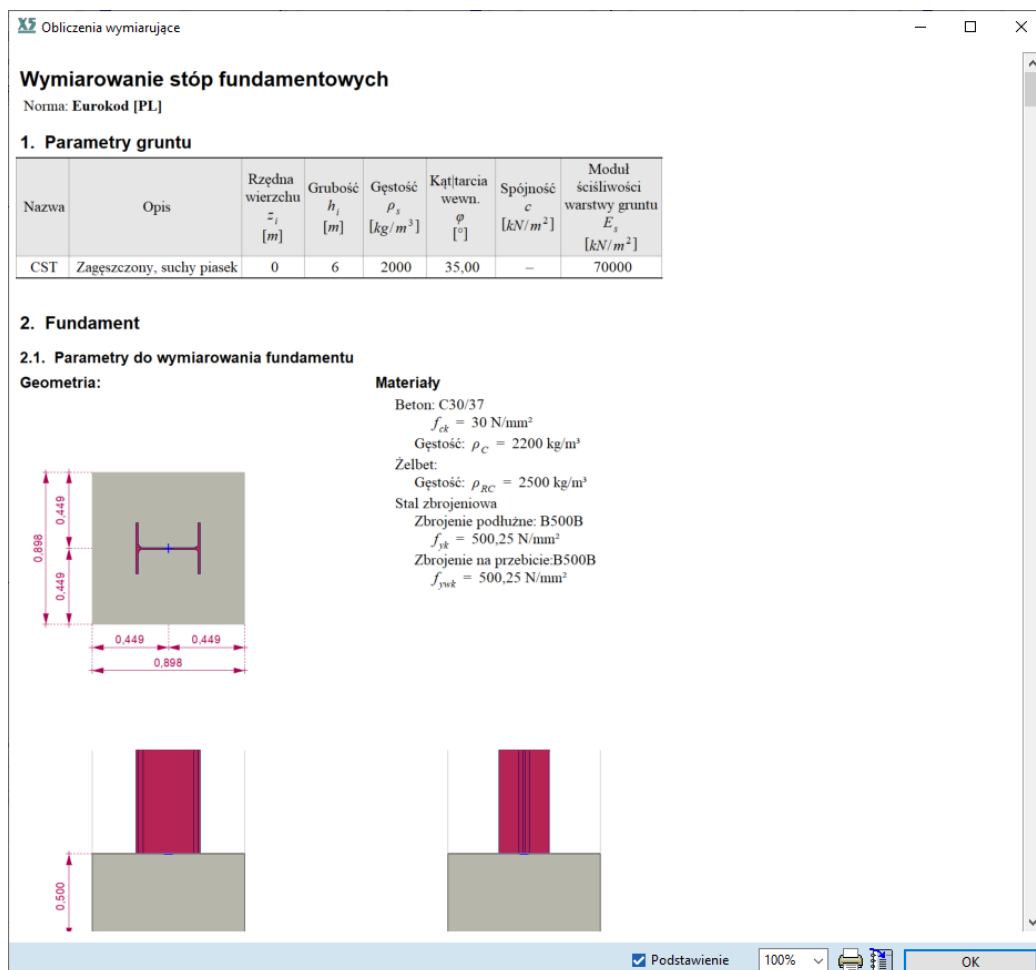 X5 Obliczenia wymiarujące
Wymiarowanie stóp fundamentowych
Norma: Eurokod [PL]
1. Parametry gruntu
Nazwa Opis Rzędna wierzchu z_i [m] Grubość h_i [m] Gęstość ρ_s [kg/m³] Kąt|tarcia wewn. φ [°] Spójność c [kN/m²] Moduł ściśliwości warstwy gruntu E_s [kN/m²]
CST Zagęszczony, suchy piasek 0 6 2000 35,00 – 70000
2. Fundament
2.1. Parametry do wymiarowania fundamentu
Geometria:
0,449
0,898
0,449
0,449 0,449
0,898
Materiały
Beton: C30/37
f_ck = 30 N/mm²
Gęstość: ρ_C = 2200 kg/m³
Żelbet:
Gęstość: ρ_RC = 2500 kg/m³
Stal zbrojeniowa
Zbrojenie podłużne: B500B
f_yk = 500,25 N/mm²
Zbrojenie na przebicie:B500B
f_ywk = 500,25 N/mm²
0,500
Podstawienie 100% OK